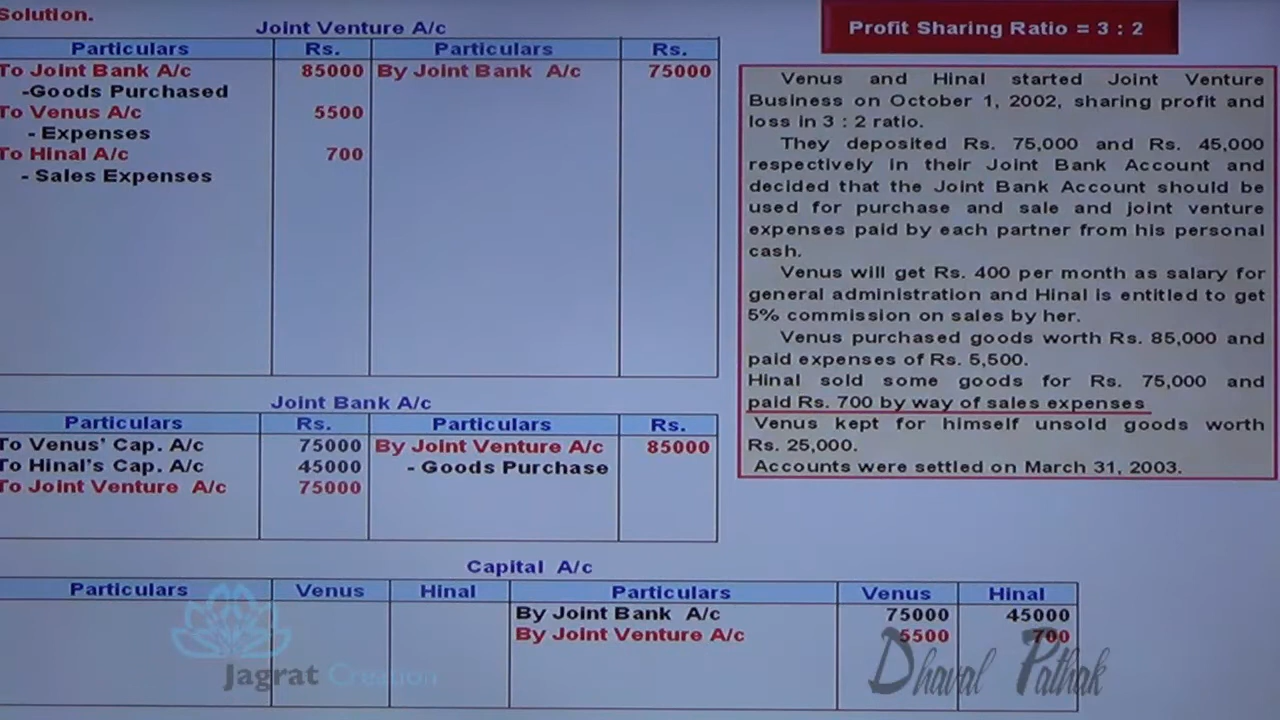 Solution.
Profit Sharing Ratio = 3 : 2
Joint Venture A/c
Particulars Rs. Particulars Rs.
To Joint Bank A/c 85000 By Joint Bank A/c 75000
-Goods Purchased
To Venus A/c 5500
- Expenses
To Hinal A/c 700
- Sales Expenses
Venus and Hinal started Joint Venture
Business on October 1, 2002, sharing profit and
loss in 3 : 2 ratio.
They deposited Rs. 75,000 and Rs. 45,000
respectively in their Joint Bank Account and
decided that the Joint Bank Account should be
used for purchase and sale and joint venture
expenses paid by each partner from his personal
cash.
Venus will get Rs. 400 per month as salary for
general administration and Hinal is entitled to get
5% commission on sales by her.
Venus purchased goods worth Rs. 85,000 and
paid expenses of Rs. 5,500.
Hinal sold some goods for Rs. 75,000 and
paid Rs. 700 by way of sales expenses
Venus kept for himself unsold goods worth
Rs. 25,000.
Accounts were settled on March 31, 2003.
Joint Bank A/c
Particulars Rs. Particulars Rs.
To Venus' Cap. A/c 75000 By Joint Venture A/c 85000
To Hinal's Cap. A/c 45000 - Goods Purchase
To Joint Venture A/c 75000
Capital A/c
Particulars Venus Hinal Particulars Venus Hinal
By Joint Bank A/c 75000 45000
By Joint Venture A/c 5500 700
Jagrat Creation
Dhaval Pathak